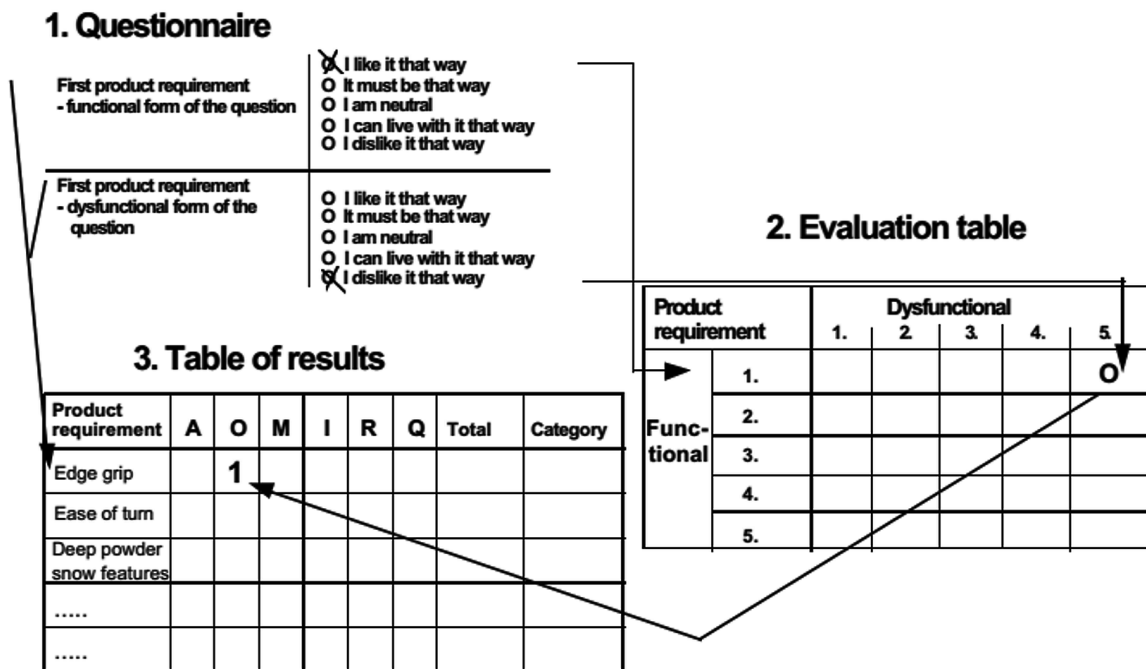 1. Questionnaire
First product requirement
- functional form of the question
O I like it that way
O It must be that way
O I am neutral
O I can live with it that way
O I dislike it that way
First product requirement
- dysfunctional form of the
question
O I like it that way
O It must be that way
O I am neutral
O I can live with it that way
O I dislike it that way
2. Evaluation table
Product
requirement
Dysfunctional
1. 2. 3. 4. 5.
Func-
tional
1. O
2.
3.
4.
5.
3. Table of results
Product
requirement A O M I R Q Total Category
Edge grip 1
Ease of turn
Deep powder
snow features
.....
.....